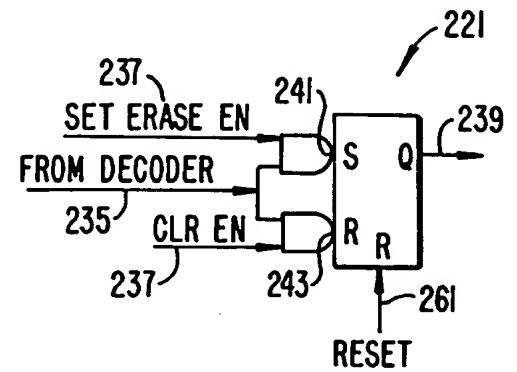 221
237
241
239
SET ERASE EN
S Q
FROM DECODER
235
CLR EN
R
R
237
243
261
RESET